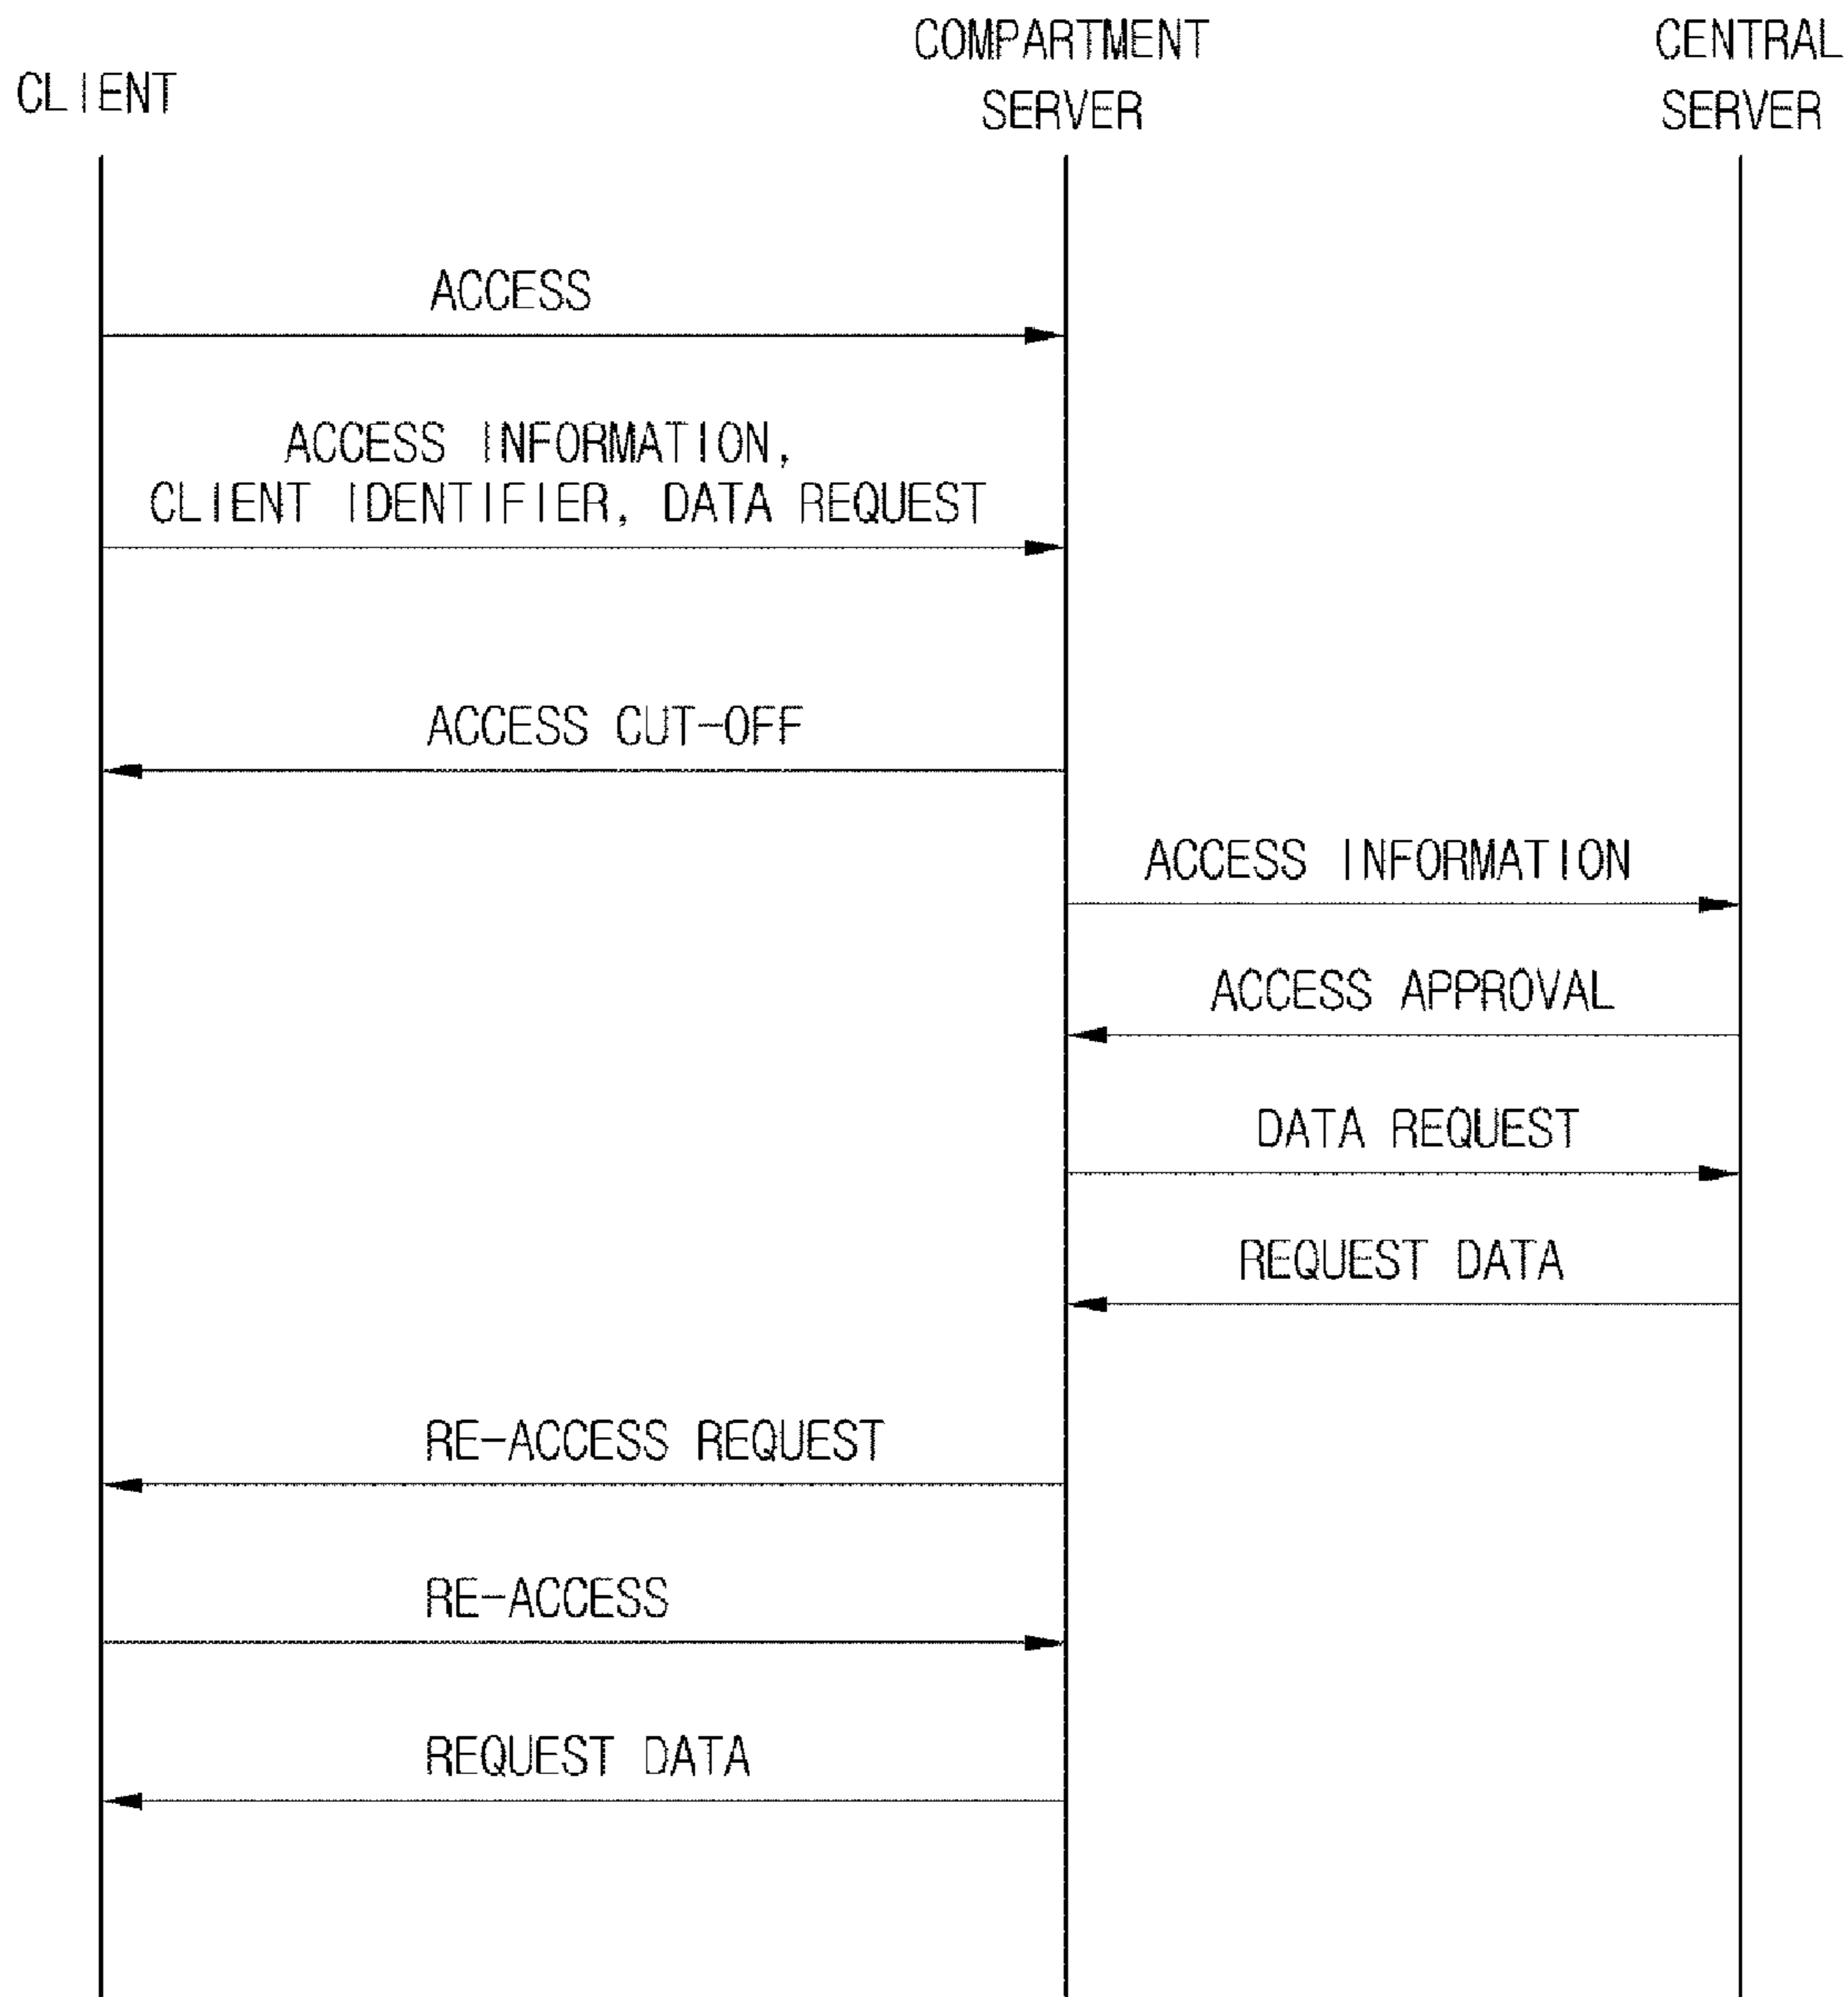 CLIENT
COMPARTMENT
SERVER
CENTRAL
SERVER
ACCESS
ACCESS INFORMATION,
CLIENT IDENTIFIER, DATA REQUEST
ACCESS CUT-OFF
ACCESS INFORMATION
ACCESS APPROVAL
DATA REQUEST
REQUEST DATA
RE-ACCESS REQUEST
RE-ACCESS
REQUEST DATA